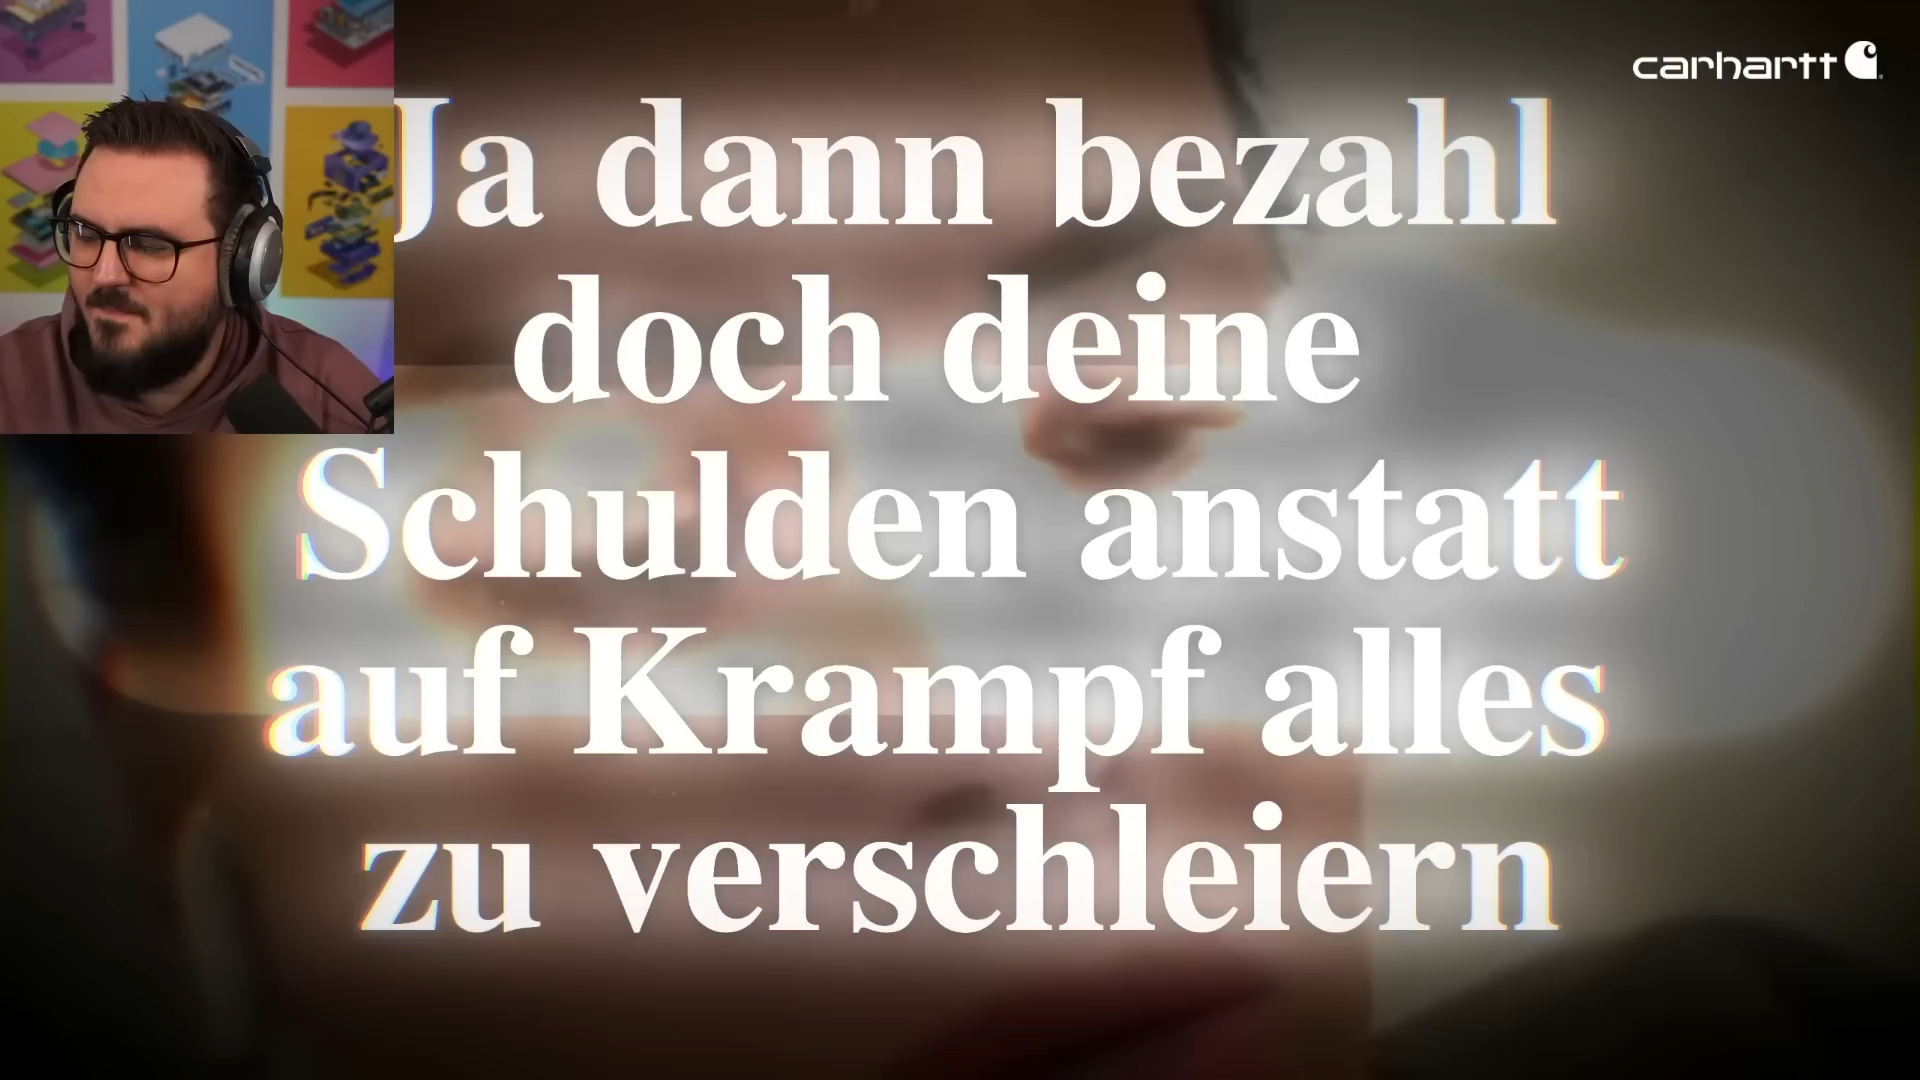 carhartt
Ja dann bezahl
doch deine
Schulden anstatt
auf Krampf alles
zu verschleiern